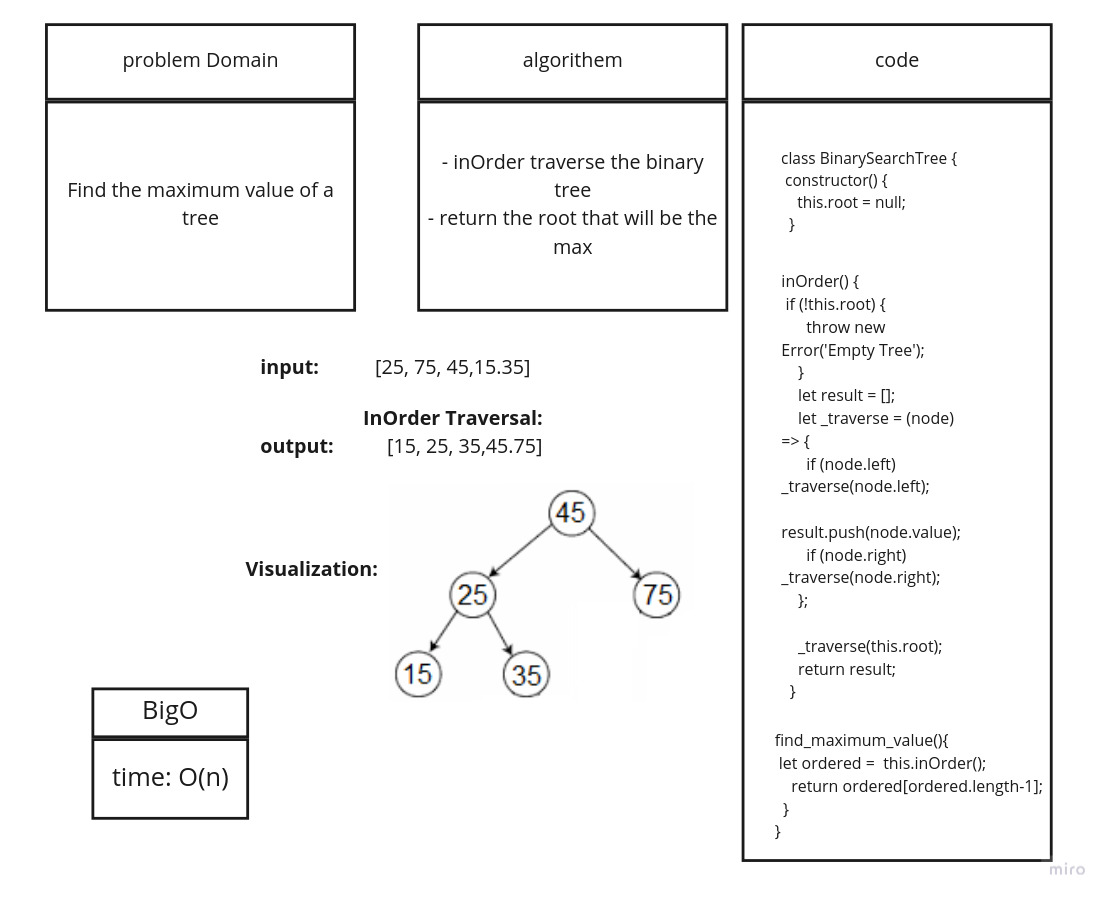 problem Domain
Find the maximum value of a
tree
algorithem
- inOrder traverse the binary
tree
- return the root that will be the
max
input:
[25, 75, 45,15.35]
InOrder Traversal:
output:
[15, 25, 35,45.75]
Visualization:
45
25
75
15
35
BigO
time: O(n)
code
class BinarySearchTree {
constructor() {
this.root = null;
}
inOrder() {
if (!this.root) {
throw new
Error('Empty Tree');
}
let result = [];
let _traverse = (node)
=> {
if (node.left)
_traverse(node.left);
result.push(node.value);
if (node.right)
_traverse(node.right);
};
_traverse(this.root);
return result;
}
find_maximum_value(){
let ordered =  this.inOrder();
return ordered[ordered.length-1];
}
}
miro